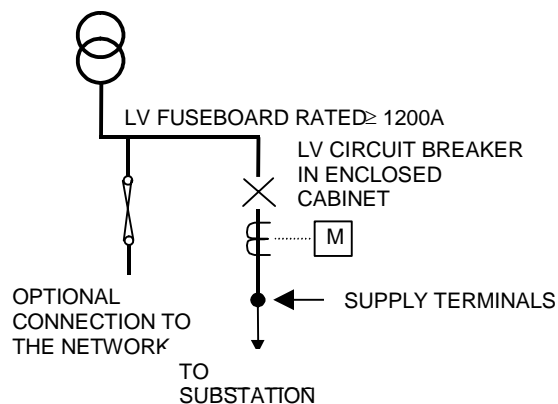 LV FUSEBOARD RATED≥ 1200A
LV CIRCUIT BREAKER
IN ENCLOSED
CABINET
M
SUPPLY TERMINALS
OPTIONAL
CONNECTION TO
THE NETWORK
TO
SUBSTATION